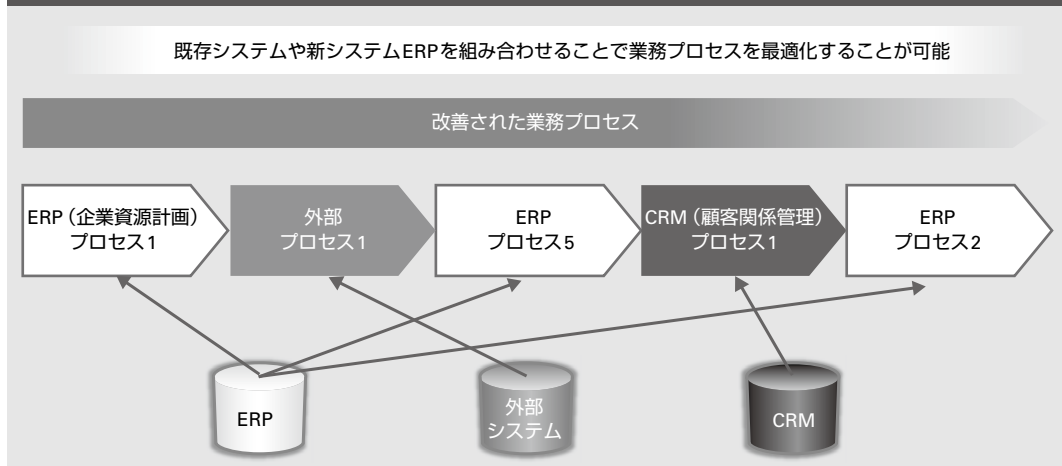 既存システムや新システムERPを組み合わせることで業務プロセスを最適化することが可能
改善された業務プロセス
ERP（企業資源計画）
プロセス1
外部
プロセス1
ERP
プロセス5
CRM（顧客関係管理）
プロセス1
ERP
プロセス2
ERP
外部
システム
CRM